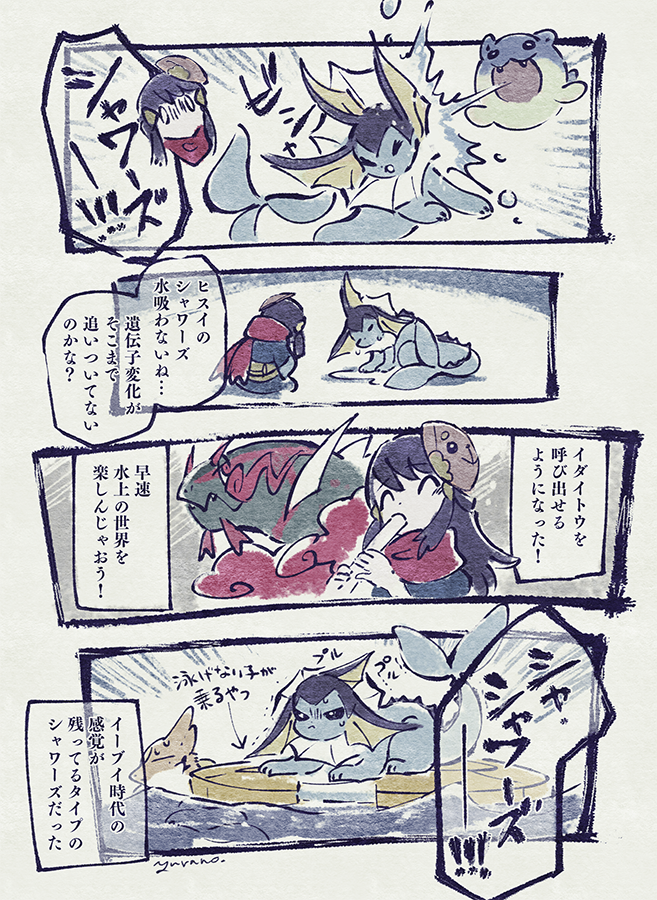 シャワーズ
ー!!!
ビャッ
ヒスイの
シャワーズ
水吸わないね…
遺伝子変化が
そこまで
追いついてない
のかな?
イダイトウを
呼び出せる
ようになった!
早速
水上の世界を
楽しんじゃおう!
シャ、
シャワーズ
ー!!!
プル
プル
泳げない子が
乗るやつ
イーブイ時代の
感覚が
残ってるタイプの
シャワーズだった
yurano.